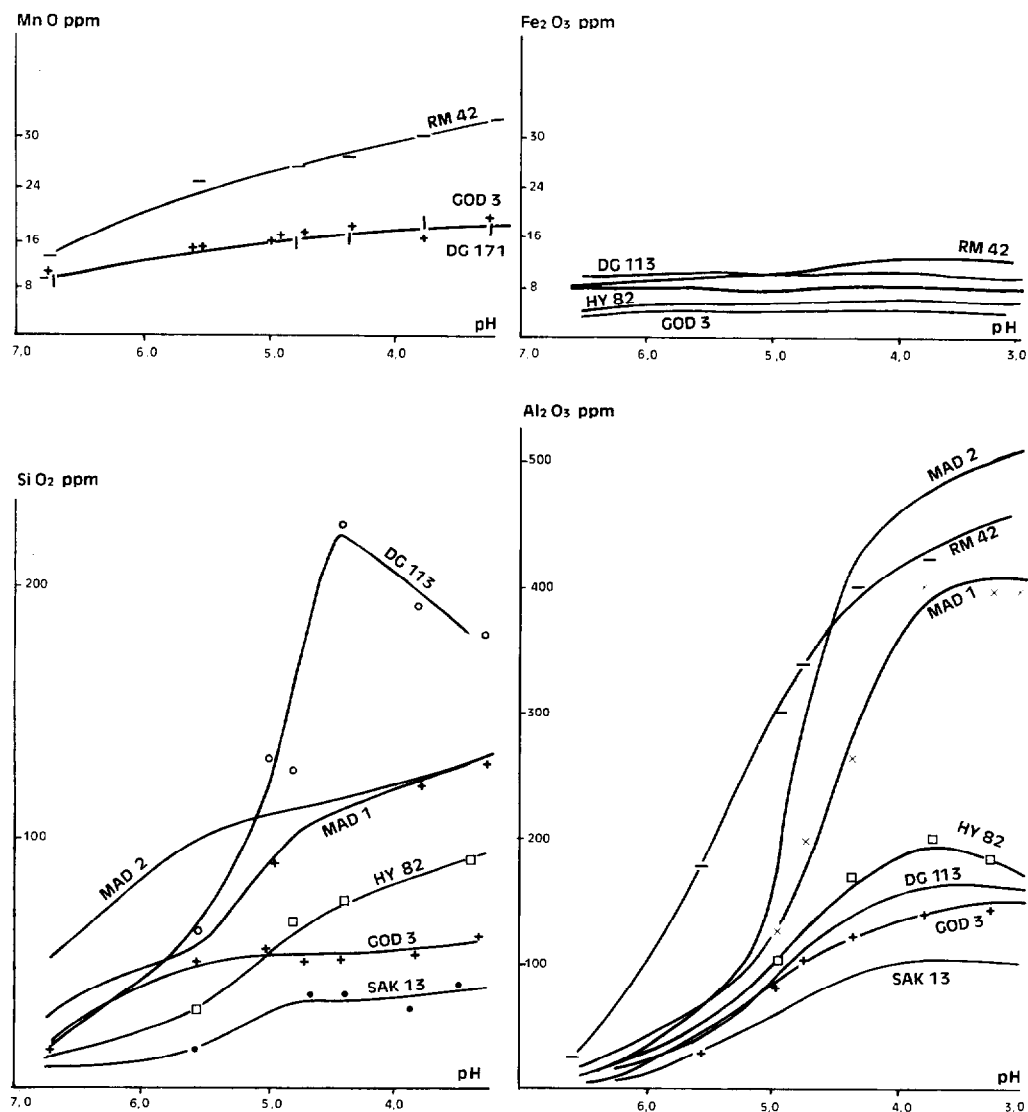 Mn O ppm
30
24
16
8
RM 42
GOD 3
DG 171
pH
7,0
6,0
5,0
4,0
Fe₂ O₃ ppm
30
24
16
8
DG 113
RM 42
HY 82
GOD 3
pH
7,0
6,0
5,0
4,0
3,0
Si O₂ ppm
200
100
DG 113
MAD 2
MAD 1
HY 82
GOD 3
SAK 13
pH
7,0
6,0
5,0
4,0
Al₂ O₃ ppm
500
400
300
200
100
MAD 2
RM 42
MAD 1
HY 82
DG 113
GOD 3
SAK 13
pH
7,0
6,0
5,0
4,0
3,0